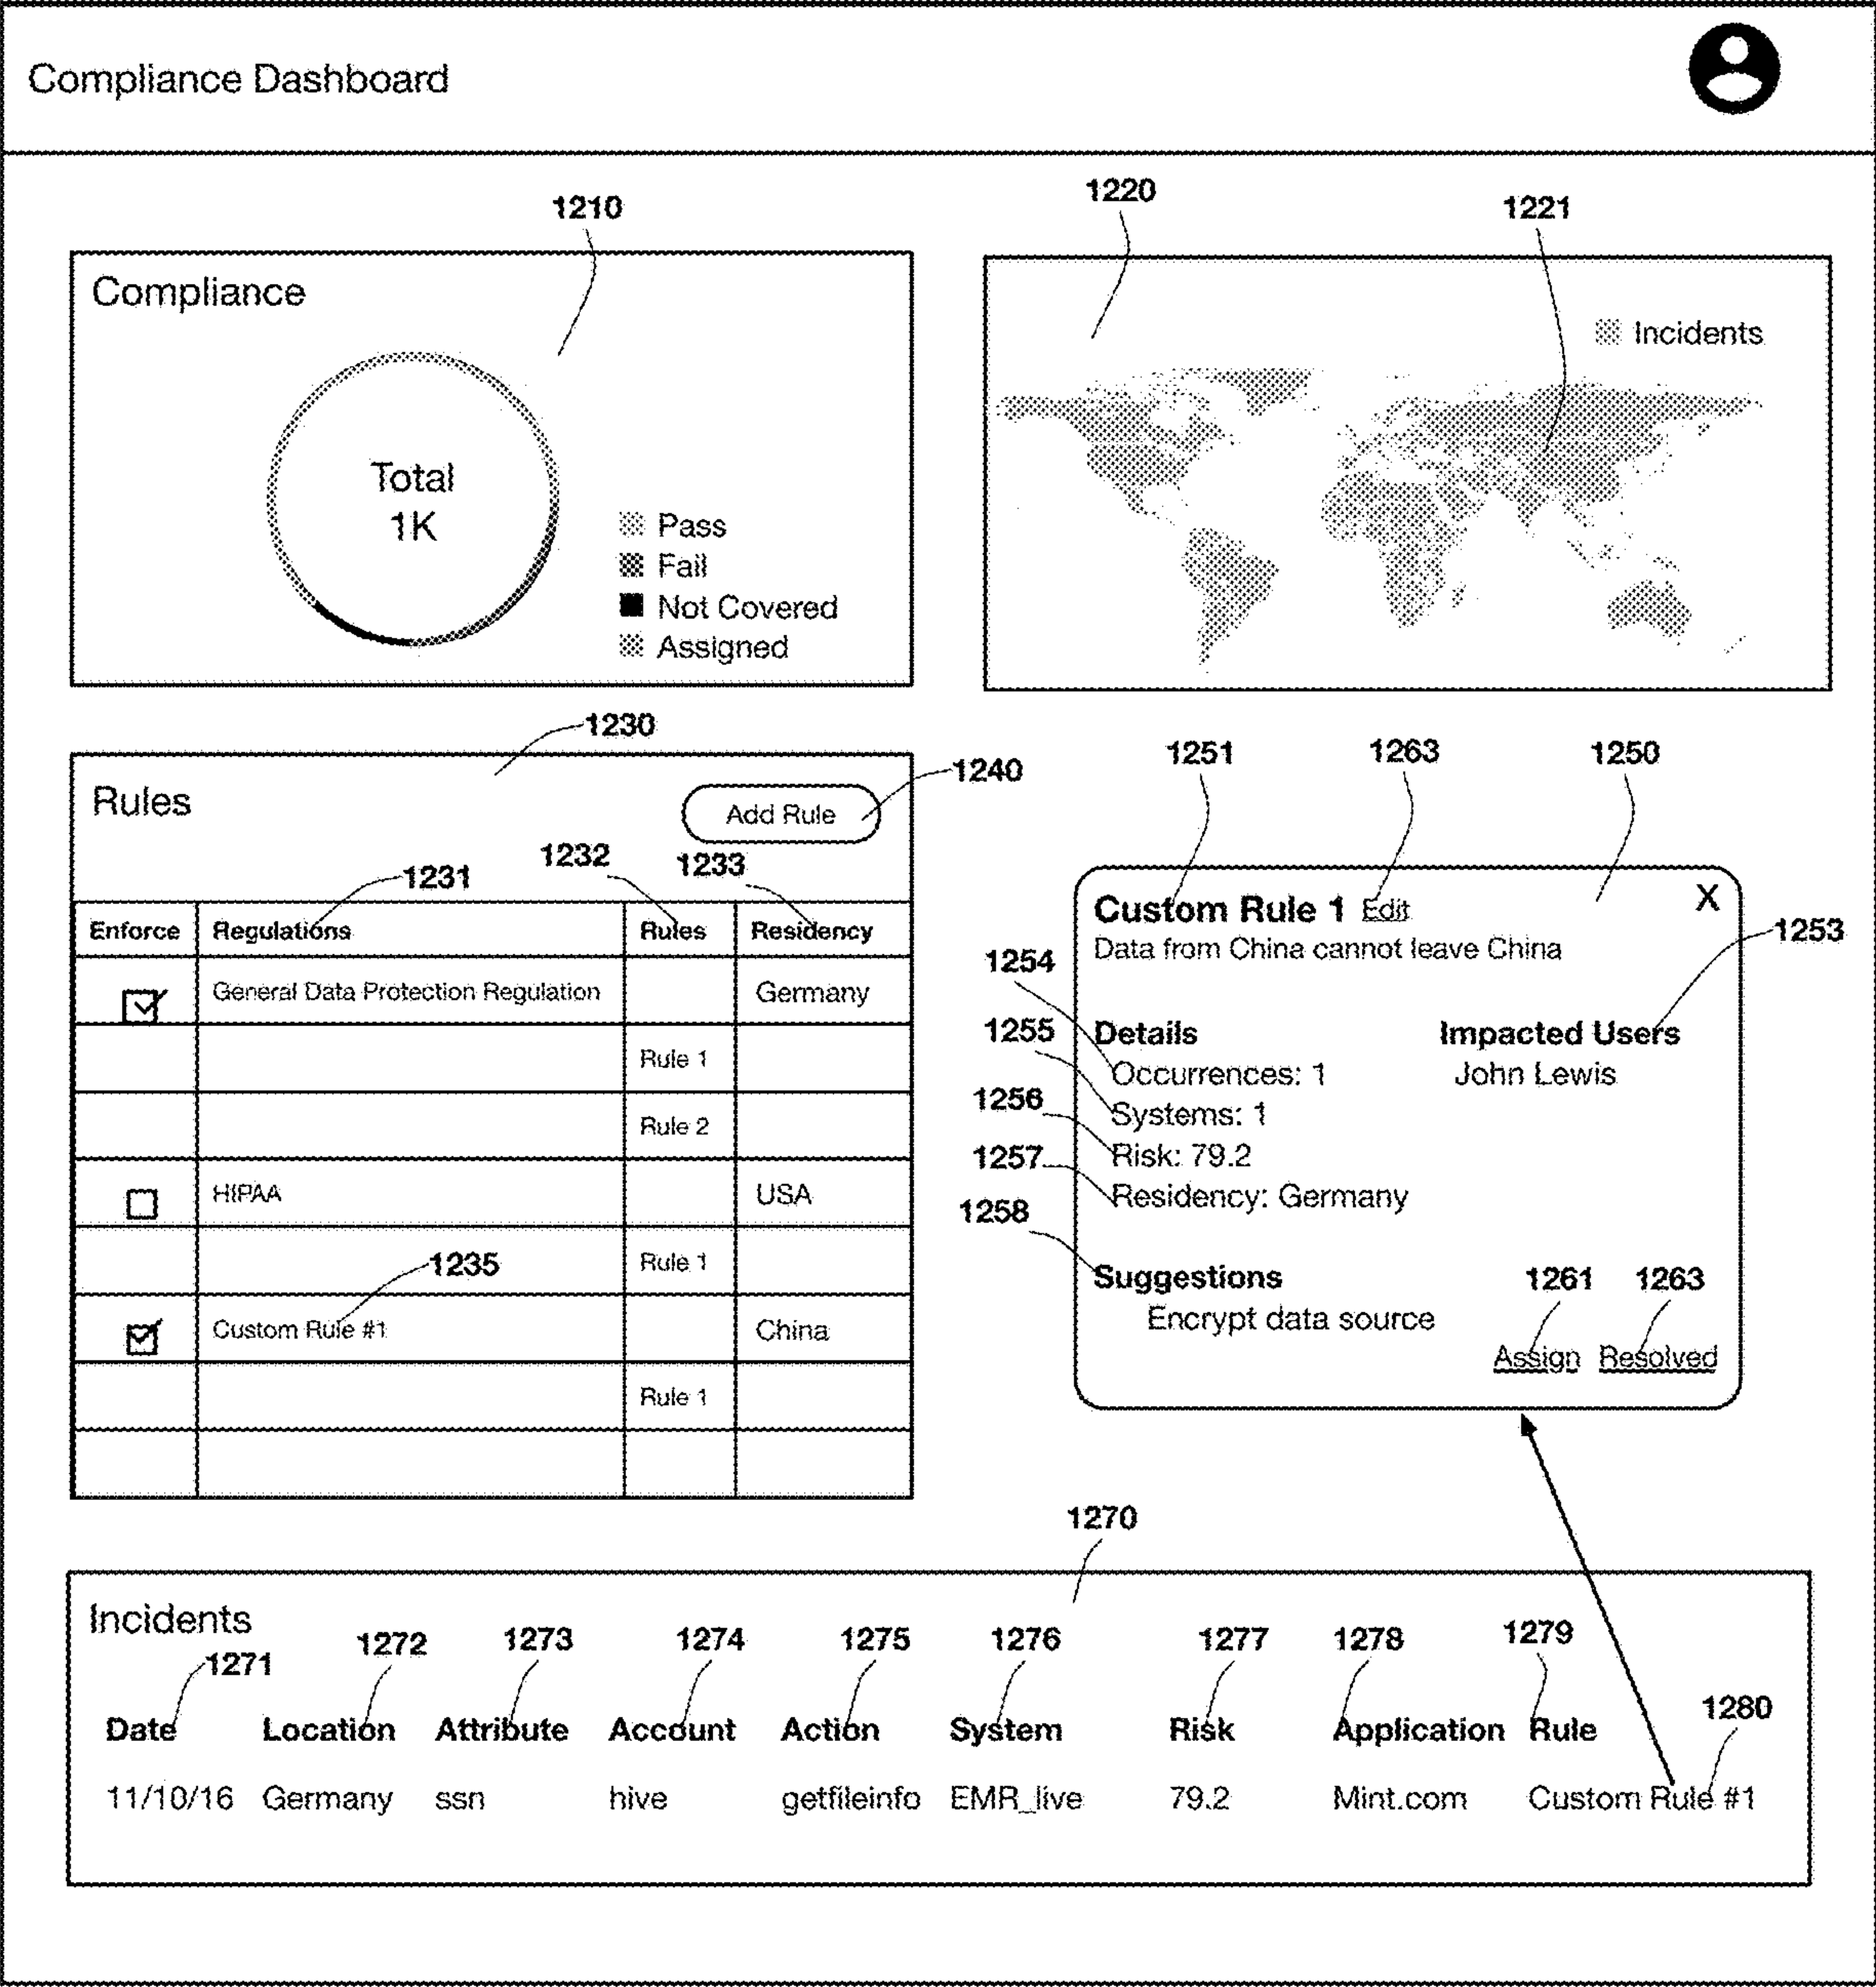 Compliance Dashboard
1210
1220
1221
Compliance
Total
1K
Pass
Fail
Not Covered
Assigned
Incidents
1230
1240
Rules
Add Rule
1231
1232
1233
Enforce Regulations Rules Residency
General Data Protection Regulation Germany
Rule 1
Rule 2
HIPAA USA
Rule 1
1235
Custom Rule #1 China
Rule 1
1251
1263
1250
Custom Rule 1 Edit X
Data from China cannot leave China
1253
1254
Details
Impacted Users
1255
Occurrences: 1
John Lewis
1256
Systems: 1
1257
Risk: 79.2
1258
Residency: Germany
Suggestions
Encrypt data source
1261
1263
Assign Resolved
1270
Incidents
1271
1272
1273
1274
1275
1276
1277
1278
1279
1280
Date Location Attribute Account Action System Risk Application Rule
11/10/16 Germany ssn hive getfileinfo EMR_live 79.2 Mint.com Custom Rule #1